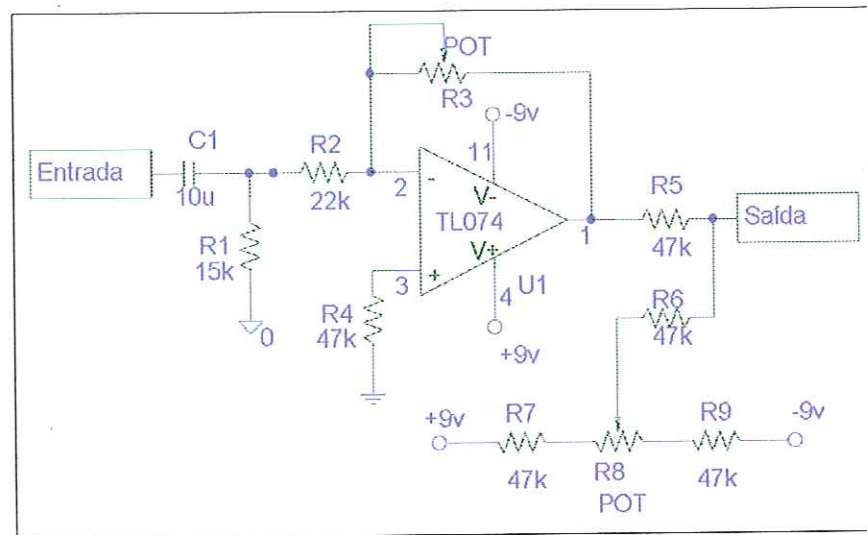 POT
R3
-9v
C1
R2
11
Entrada
10u
22k
2
-
V-
R5
TL074
Saída
R1
15k
1
47k
V+
3
+
U1
R4
4
R6
0
47k
47k
+9v
+9v
R7
R9
-9v
47k
R8
47k
POT